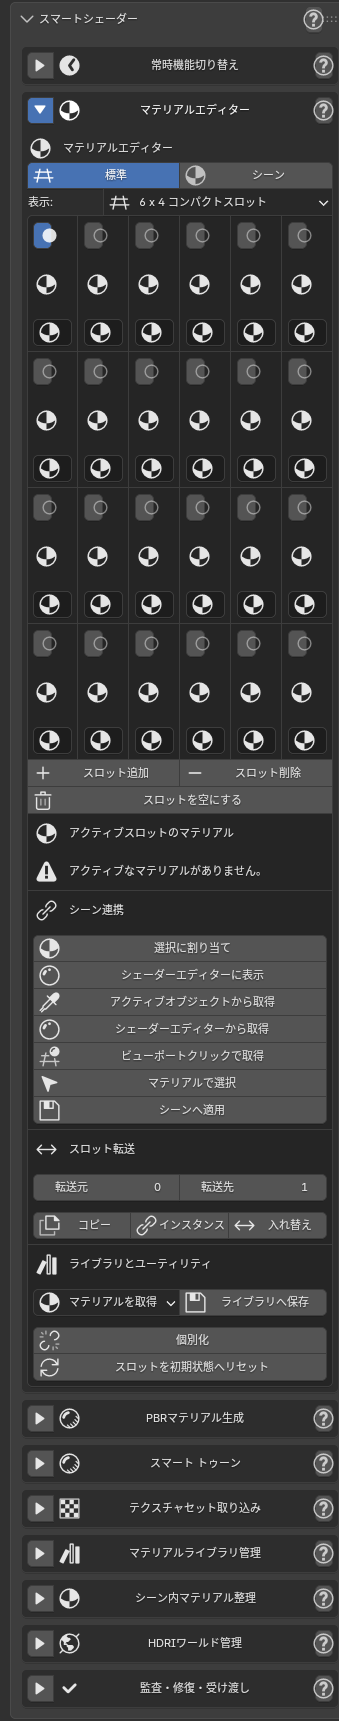 スマートシェーダー
常時機能切り替え
マテリアルエディター
マテリアルエディター
標準 シーン
表示: 6 x 4 コンパクトスロット
スロット追加 スロット削除
スロットを空にする
アクティブスロットのマテリアル
アクティブなマテリアルがありません。
シーン連携
選択に割り当て
シェーダーエディターに表示
アクティブオブジェクトから取得
シェーダーエディターから取得
ビューポートクリックで取得
マテリアルで選択
シーンへ適用
スロット転送
転送元 0 転送先 1
コピー インスタンス 入れ替え
ライブラリとユーティリティ
マテリアルを取得 ライブラリへ保存
個別化
スロットを初期状態へリセット
PBRマテリアル生成
スマート トゥーン
テクスチャセット取り込み
マテリアルライブラリ管理
シーン内マテリアル整理
HDRIワールド管理
監査・修復・受け渡し